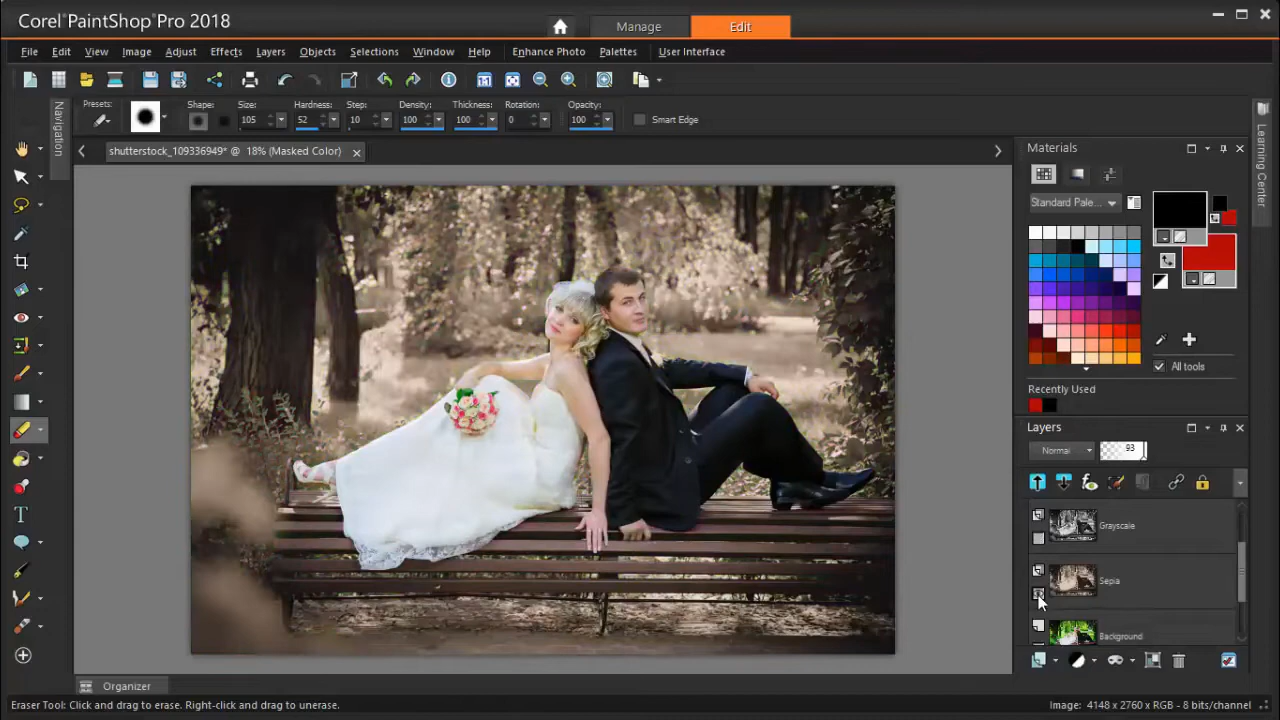 Corel PaintShop Pro 2018
Manage
Edit
File Edit View Image Adjust Effects Layers Objects Selections Window Help Enhance Photo Palettes User Interface
Presets: Shape: Size: Hardness: Step: Density: Thickness: Rotation: Opacity:
105 52 10 100 100 0 100 Smart Edge
Navigation
shutterstock_109336949* @ 18% (Masked Color)
Materials
Learning Center
Standard Pale...
All tools
Recently Used
Layers
Normal 93
Grayscale
Sepia
Background
Organizer
Eraser Tool: Click and drag to erase. Right-click and drag to unerase.
Image: 4148 x 2760 x RGB - 8 bits/channel